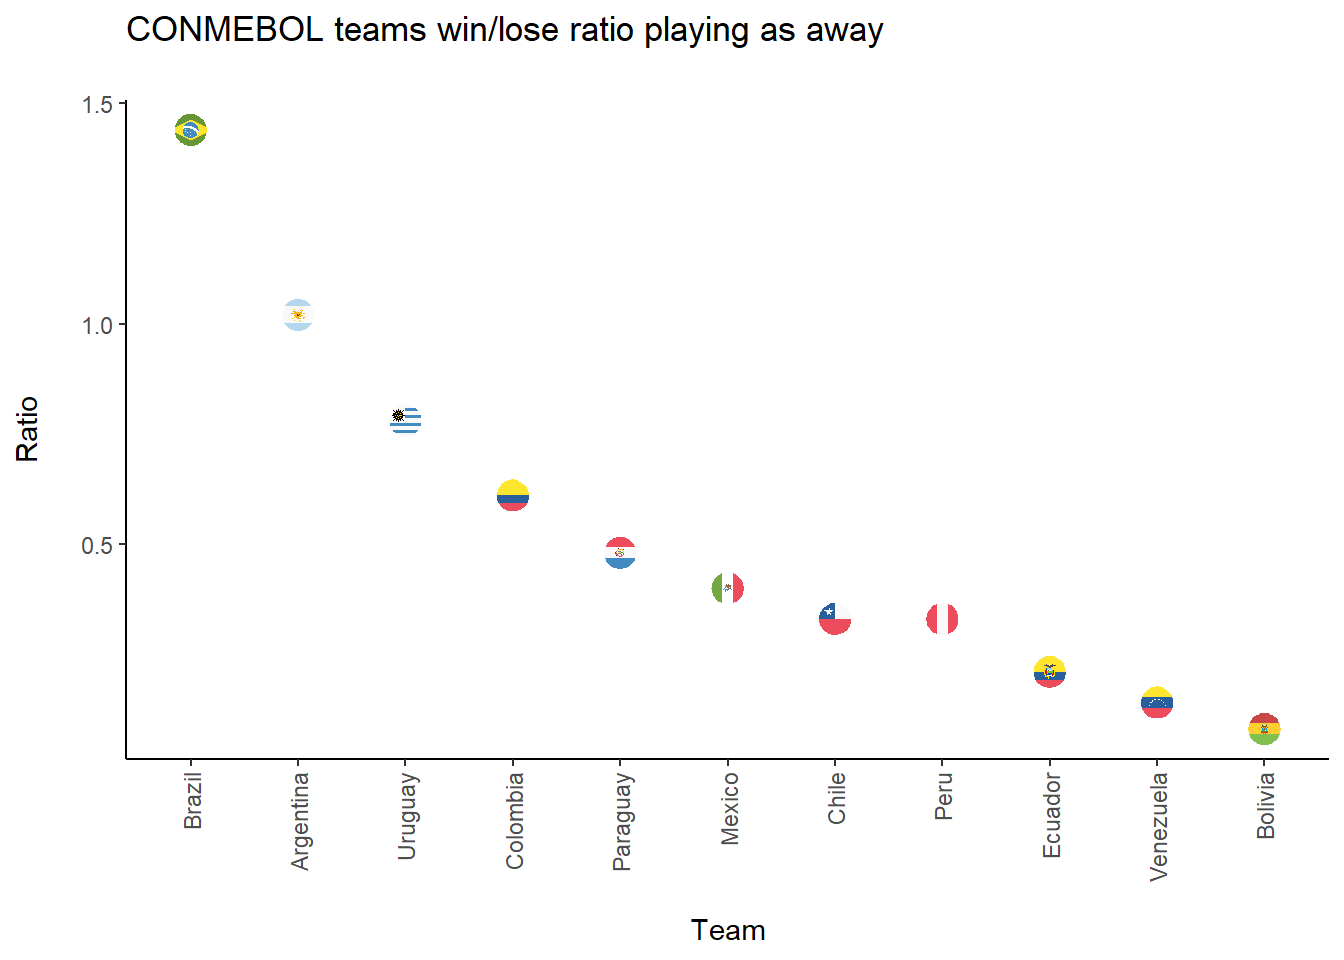 CONMEBOL teams win/lose ratio playing as away
1.5
1.0
0.5
Ratio
Brazil
Argentina
Uruguay
Colombia
Paraguay
Mexico
Chile
Peru
Ecuador
Venezuela
Bolivia
Team